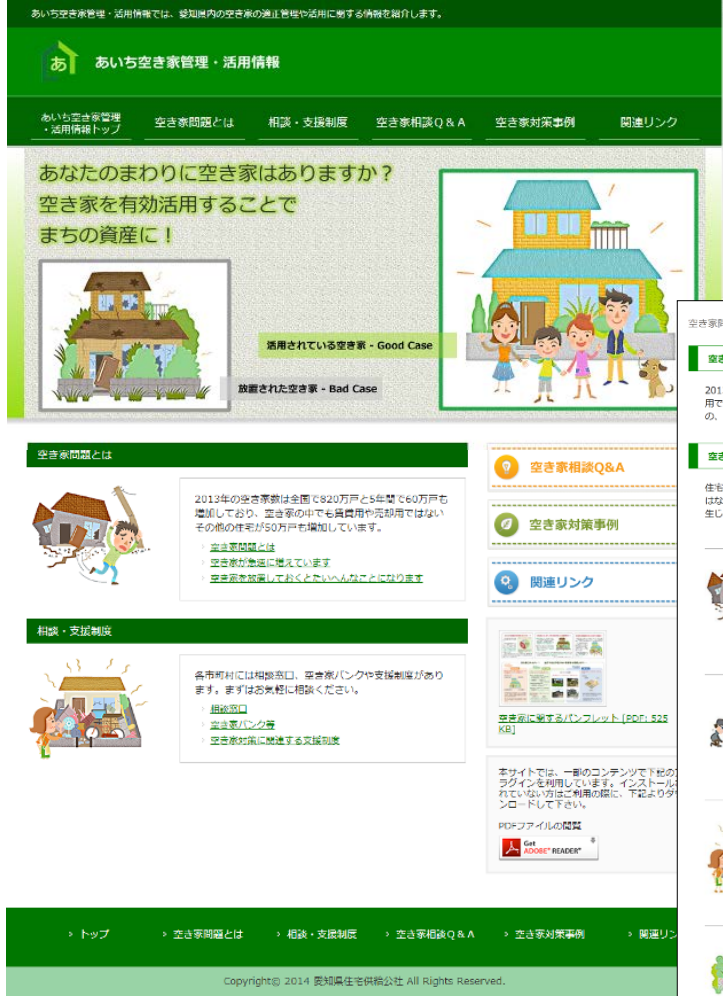 あいち空き家管理・活用情報では、愛知県内の空き家の適正管理や活用に関する情報を紹介します。
あ
あいち空き家管理・活用情報
あいち空き家管理
・活用情報トップ
空き家問題とは
相談・支援制度
空き家相談Q&A
空き家対策事例
関連リンク
あなたのまわりに空き家はありますか?
空き家を有効活用することで
まちの資産に!
活用されている空き家 - Good Case
放置された空き家 - Bad Case
空き家問題とは
2013年の空き家数は全国で820万戸と5年間で60万戸も
増加しており、空き家の中でも賃貸用や売却用ではない
その他の住宅が50万戸も増加しています。
空き家問題とは
空き家が急速に増えています
空き家を放置しておくとたいへんなことになります
相談・支援制度
各市町村には相談窓口、空き家バンクや支援制度があり
ます。まずはお気軽に相談ください。
相談窓口
空き家バンク等
空き家対策に関連する支援制度
空き家相談Q&A
空き家対策事例
関連リンク
空き家に関するパンフレット [PDF: 525
KB]
本サイトでは、一部のコンテンツで下記の
ラグインを利用しています。インストール
れていない方はご利用の際に、下記よりダ
ンロードして下さい。
PDFファイルの閲覧
Get
ADOBE® READER®
空き家
空き
201
用で
の、
空き
住宅
はな
生じ
> トップ
> 空き家問題とは
> 相談・支援制度
> 空き家相談Q&A
> 空き家対策事例
> 関連リン
Copyright© 2014 愛知県住宅供給公社 All Rights Reserved.